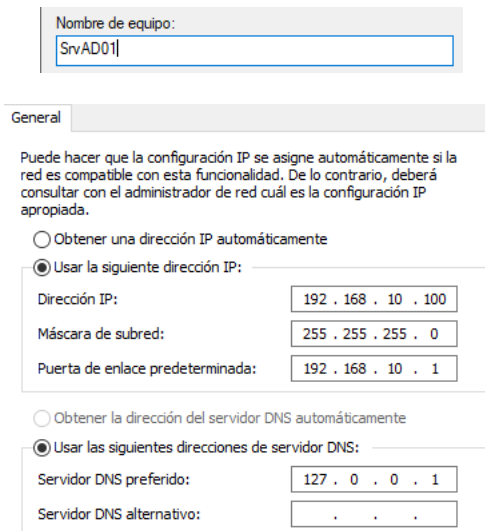 Nombre de equipo:
SrvAD01
General
Puede hacer que la configuración IP se asigne automáticamente si la
red es compatible con esta funcionalidad. De lo contrario, deberá
consultar con el administrador de red cuál es la configuración IP
apropiada.
Obtener una dirección IP automáticamente
Usar la siguiente dirección IP:
Dirección IP: 192 . 168 . 10 . 100
Máscara de subred: 255 . 255 . 255 . 0
Puerta de enlace predeterminada: 192 . 168 . 10 . 1
Obtener la dirección del servidor DNS automáticamente
Usar las siguientes direcciones de servidor DNS:
Servidor DNS preferido: 127 . 0 . 0 . 1
Servidor DNS alternativo: . . .